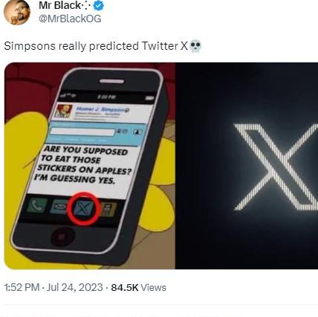 Mr Black
@MrBlackOG
Simpsons really predicted Twitter X💀
Homer J. Simpson
ARE YOU SUPPOSED
TO EAT THOSE
STICKERS ON APPLES?
I'M GUESSING YES.
X
1:52 PM · Jul 24, 2023 · 84.5K Views